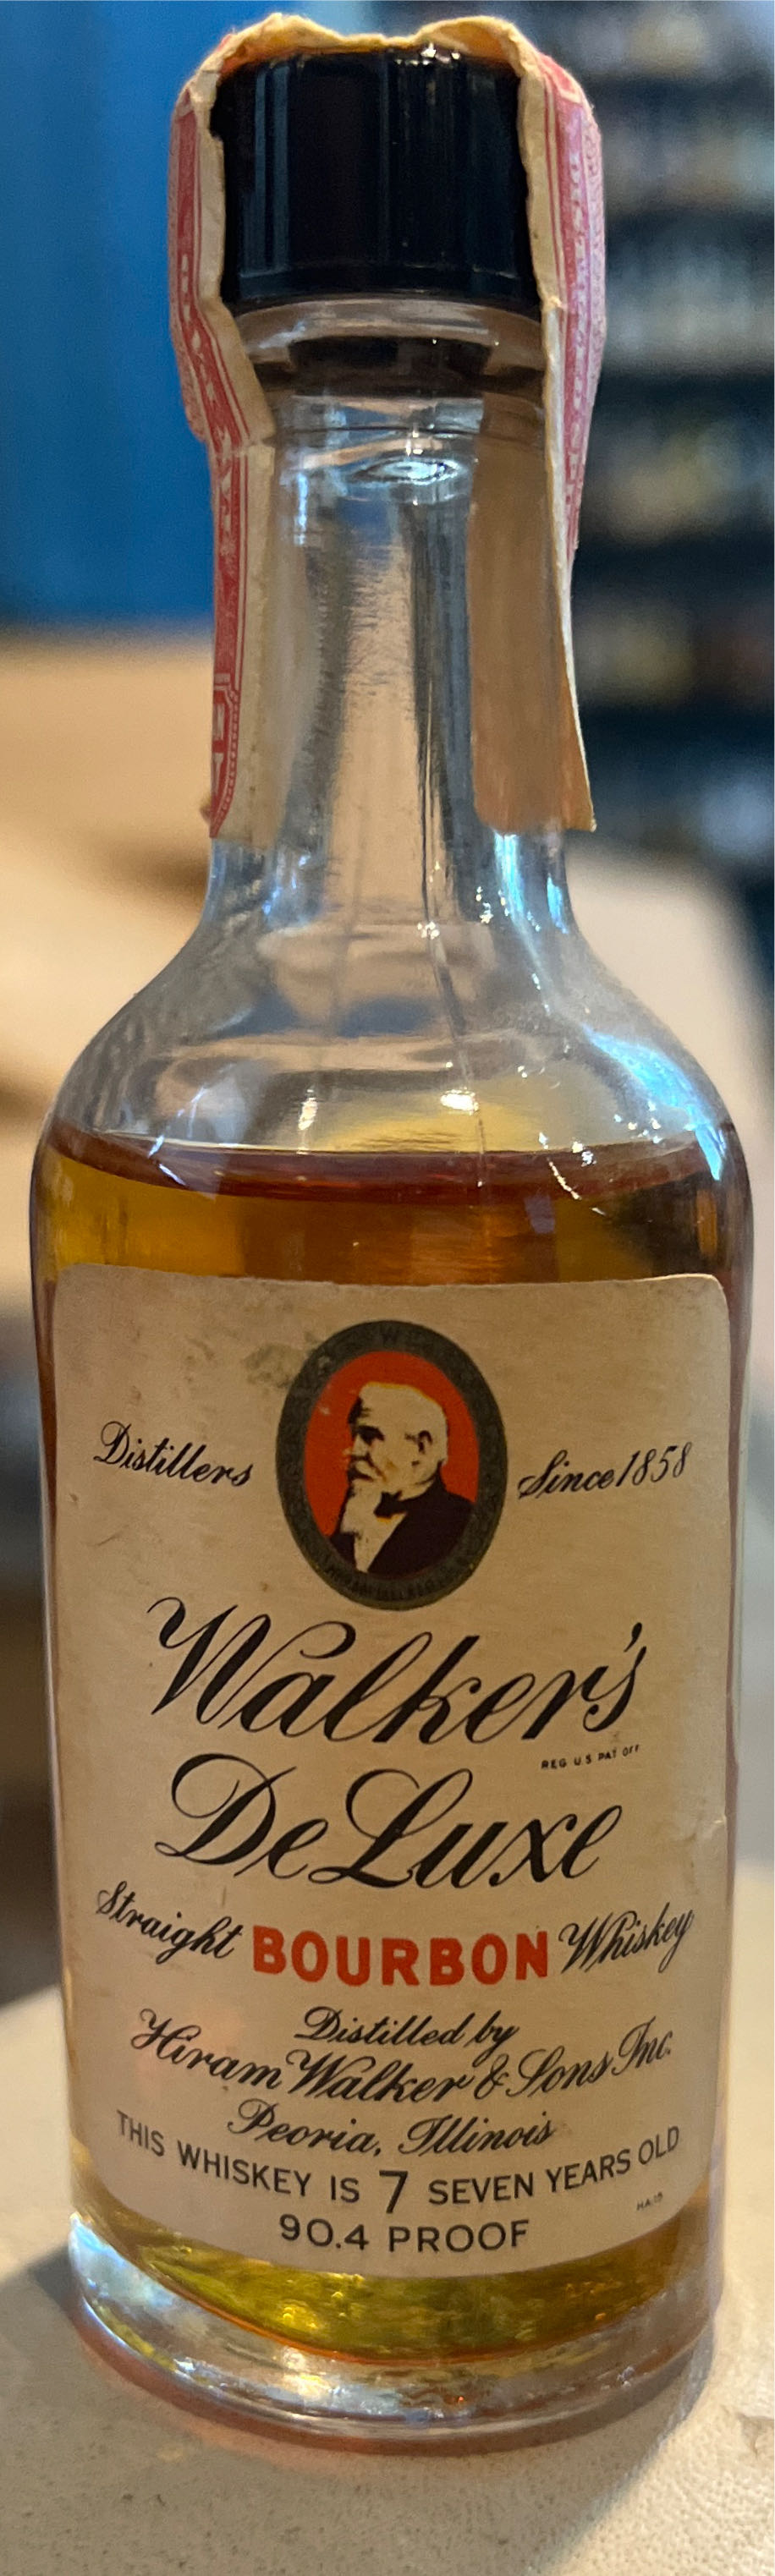 Distillers Since 1858
Walker's
REG U S PAT OFF
DeLuxe
Straight BOURBON Whiskey
Distilled by
Hiram Walker & Sons Inc.
Peoria, Illinois
THIS WHISKEY IS 7 SEVEN YEARS OLD
90.4 PROOF